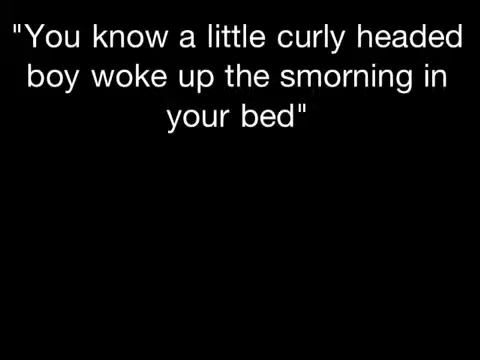 "You know a little curly headed
boy woke up the smorning in
your bed"